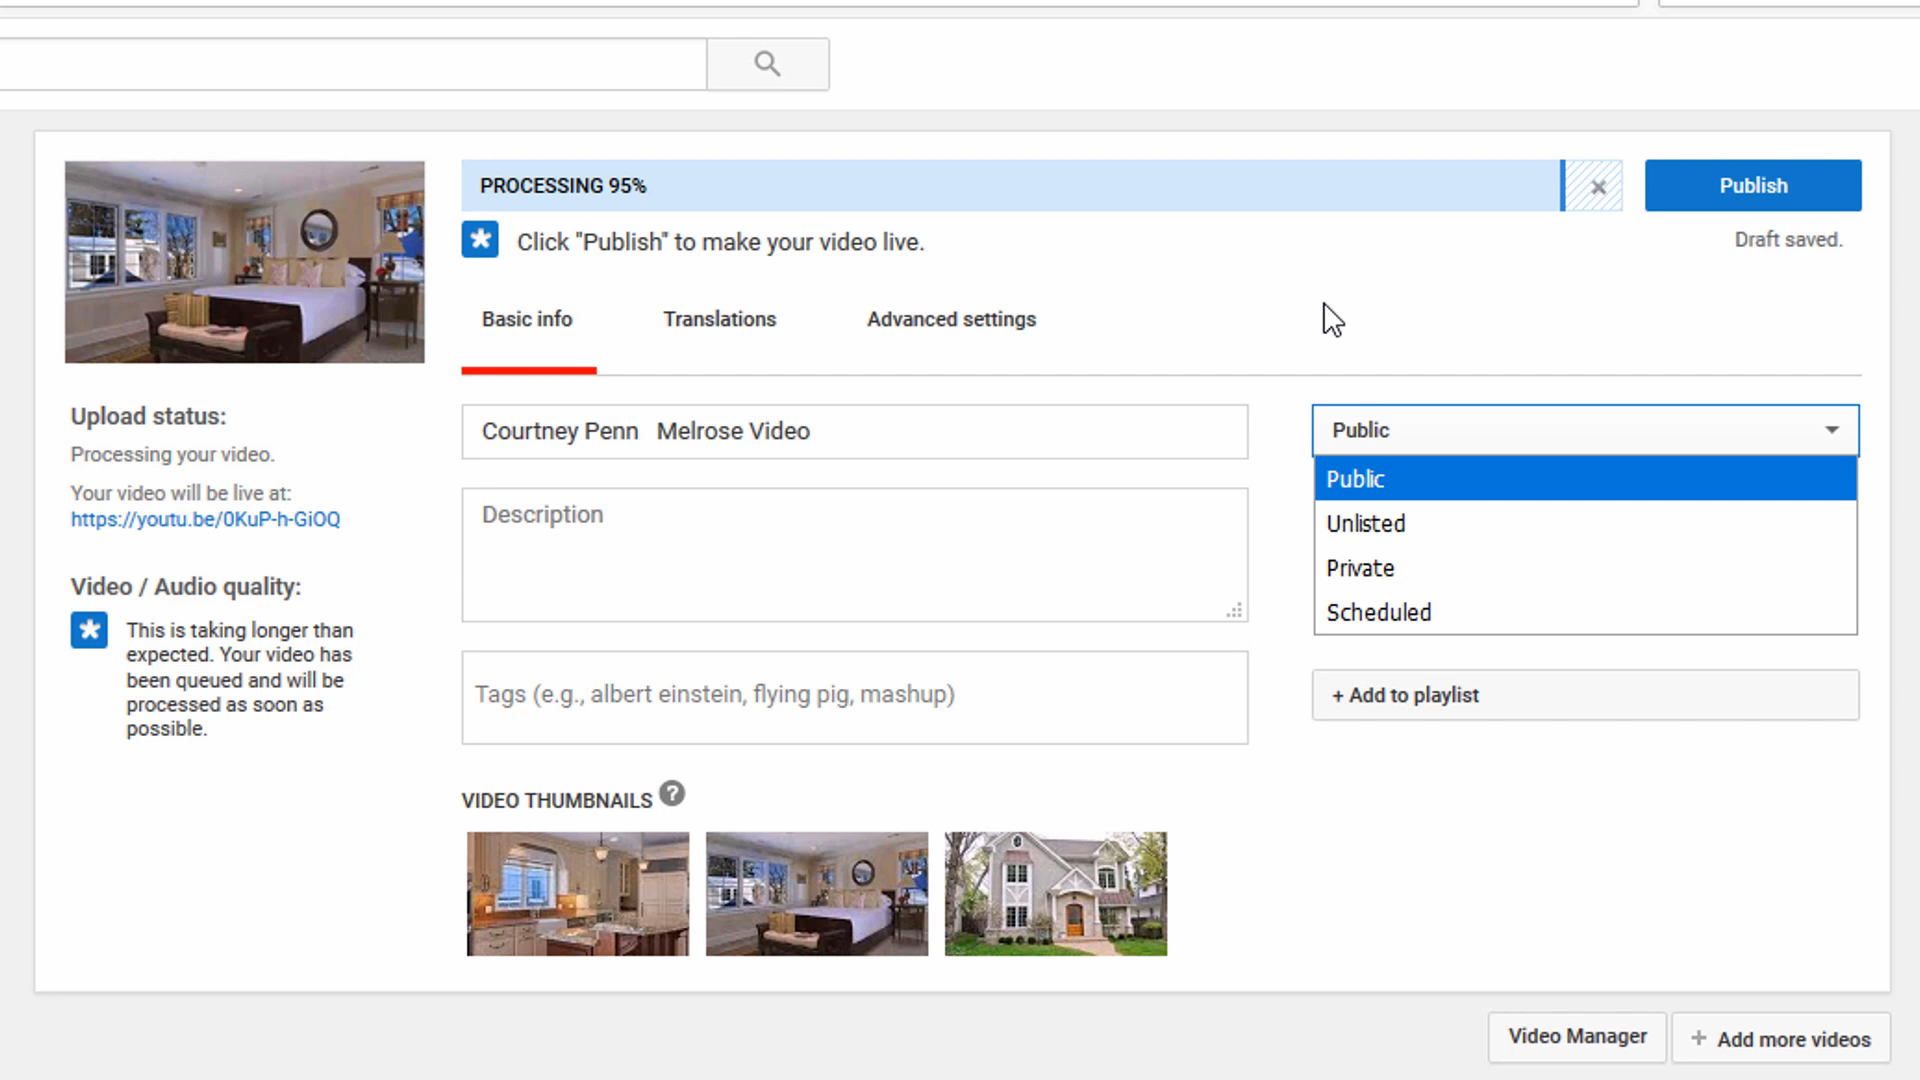 PROCESSING 95%
Publish
Click "Publish" to make your video live.
Draft saved.
Basic info
Translations
Advanced settings
Upload status:
Processing your video.
Your video will be live at:
https://youtu.be/0KuP-h-GiOQ
Video / Audio quality:
This is taking longer than
expected. Your video has
been queued and will be
processed as soon as
possible.
Courtney Penn   Melrose Video
Description
Tags (e.g., albert einstein, flying pig, mashup)
Public
Public
Unlisted
Private
Scheduled
+ Add to playlist
VIDEO THUMBNAILS ?
Video Manager
+ Add more videos